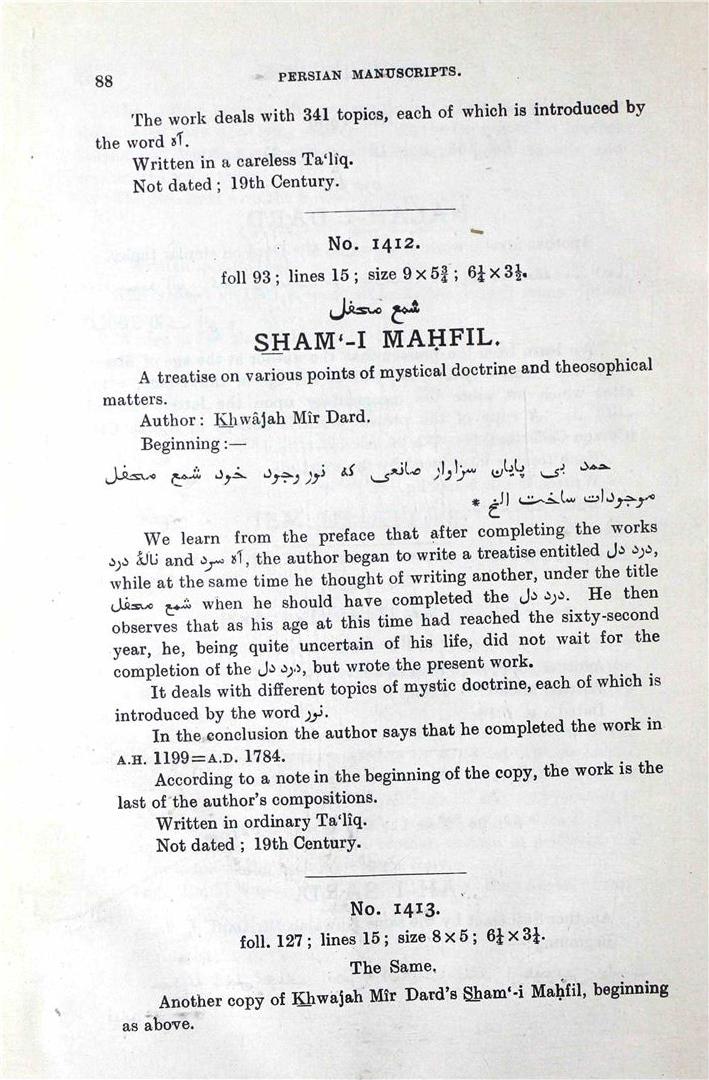 88
PERSIAN MANUSCRIPTS.
The work deals with 341 topics, each of which is introduced by
the word آه.
Written in a careless Ta‘lîq.
Not dated ; 19th Century.
No. 1412.
foll 93 ; lines 15 ; size 9 × 5¾ ; 6½ × 3½.
شمع محفل
SHAM‘-I MAḤFIL.
A treatise on various points of mystical doctrine and theosophical
matters.
Author : Khwâjah Mîr Dard.
Beginning :—
حمد بی پایان سزاوار صانعی که نور وجود خود شمع محفل
موجودات ساخت الخ *
We learn from the preface that after completing the works
نالهٔ درد and آه سرد, the author began to write a treatise entitled درد دل,
while at the same time he thought of writing another, under the title
شمع محفل when he should have completed the درد دل. He then
observes that as his age at this time had reached the sixty-second
year, he, being quite uncertain of his life, did not wait for the
completion of the درد دل, but wrote the present work.
It deals with different topics of mystic doctrine, each of which is
introduced by the word نور.
In the conclusion the author says that he completed the work in
A.H. 1199=A.D. 1784.
According to a note in the beginning of the copy, the work is the
last of the author's compositions.
Written in ordinary Ta‘lîq.
Not dated ; 19th Century.
No. 1413.
foll. 127 ; lines 15 ; size 8 × 5 ; 6½ × 3½.
The Same.
Another copy of Khwajah Mîr Dard's Sham‘-i Maḥfil, beginning
as above.